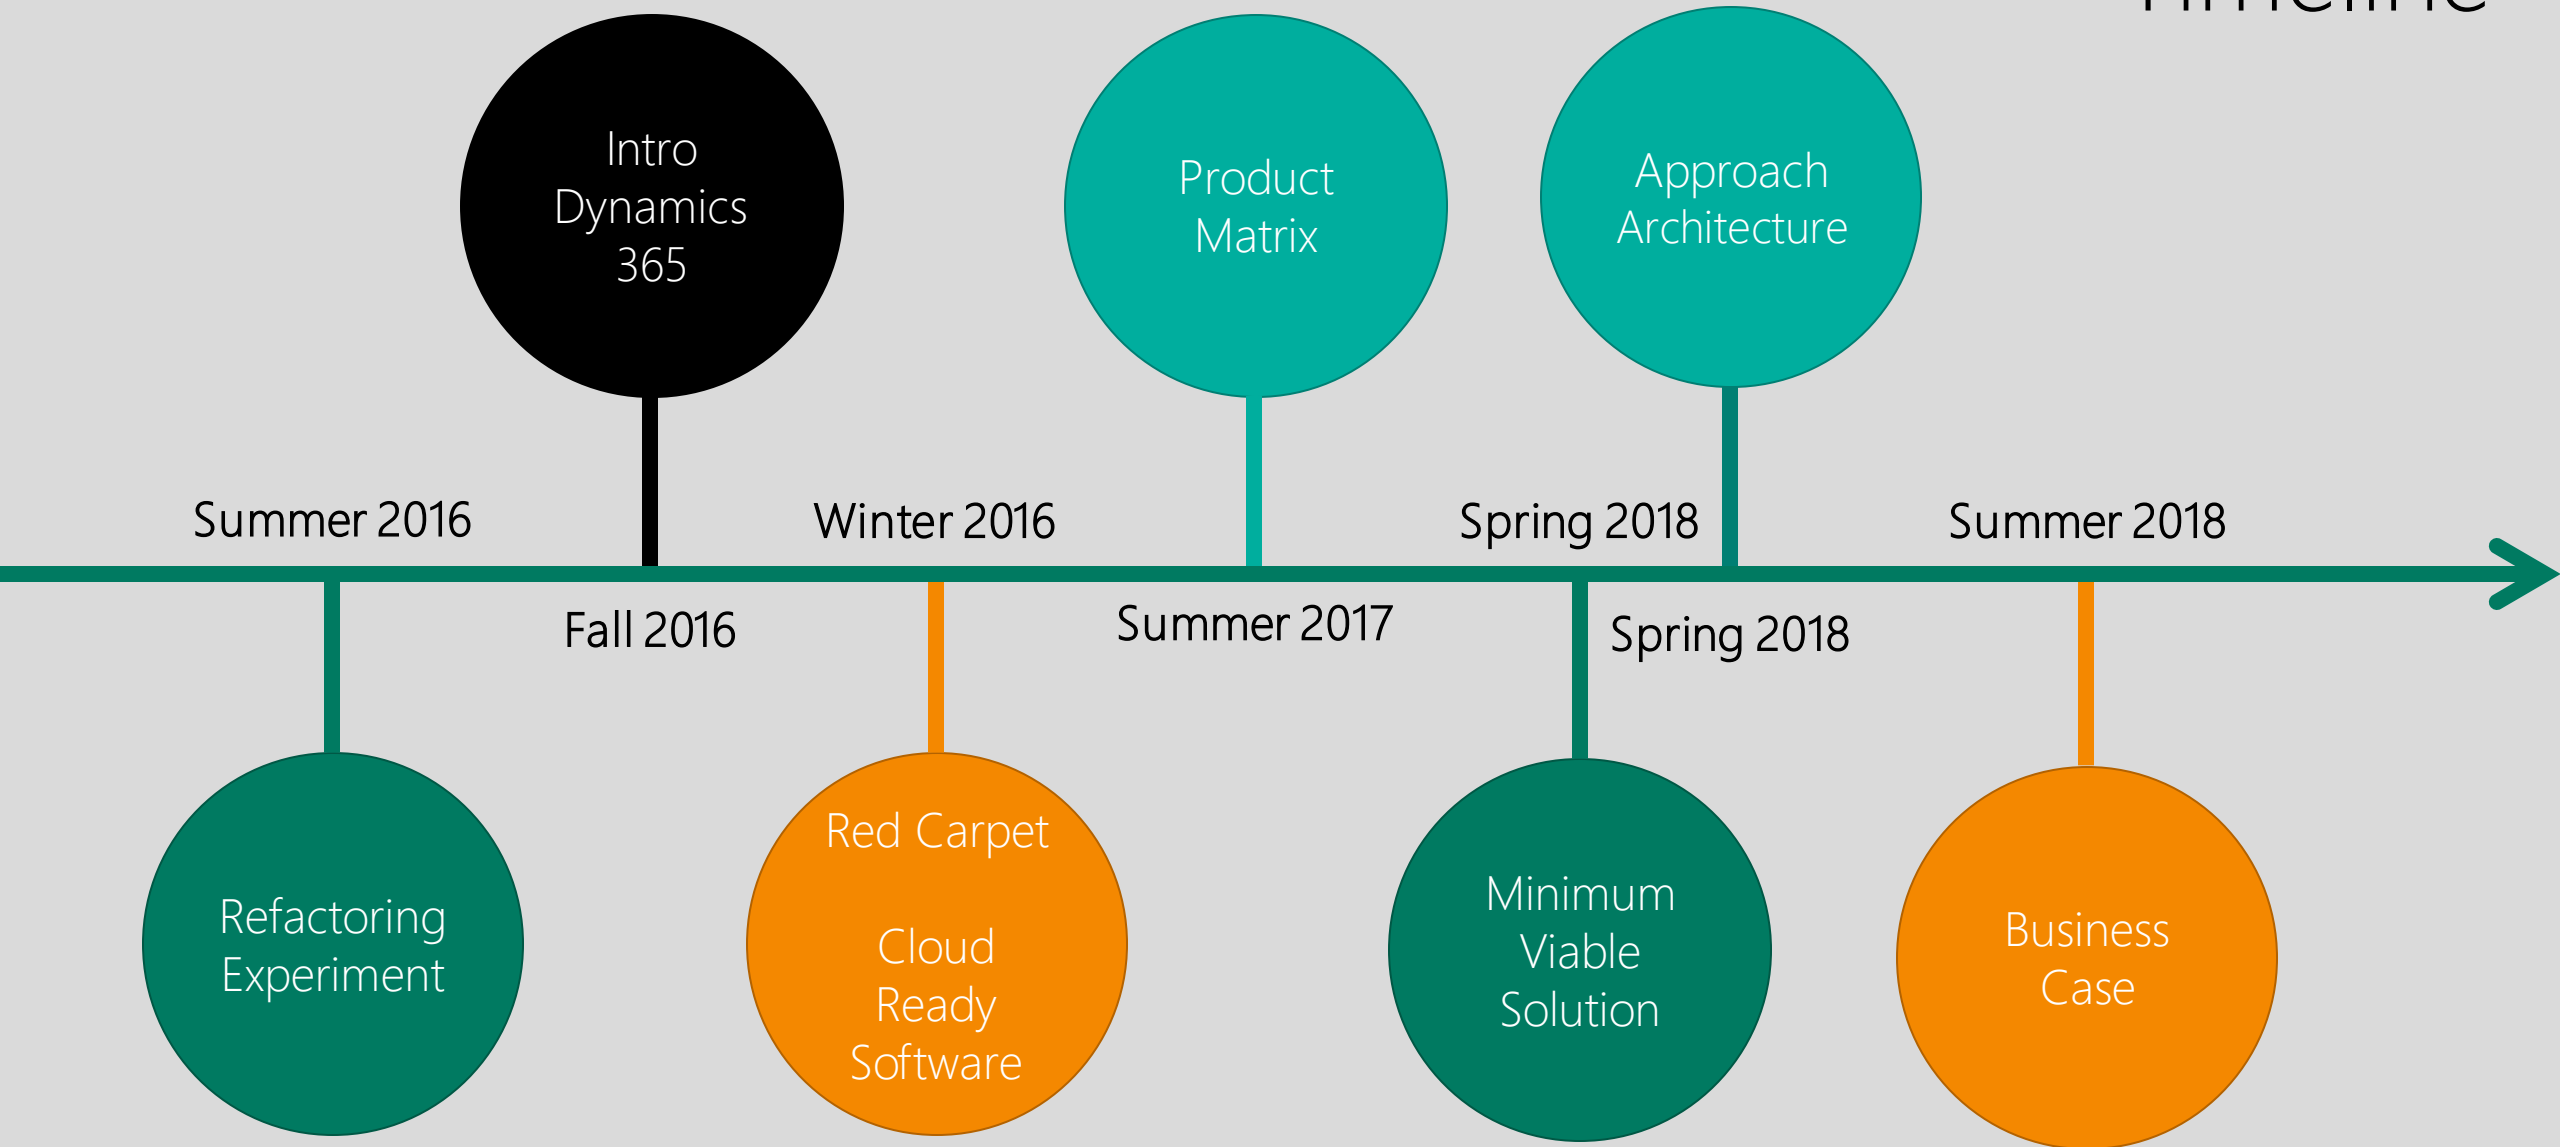 Timeline
Intro
Dynamics
365
Product
Matrix
Approach
Architecture
Summer 2016
Winter 2016
Spring 2018
Summer 2018
Fall 2016
Summer 2017
Spring 2018
Refactoring
Experiment
Red Carpet
Cloud
Ready
Software
Minimum
Viable
Solution
Business
Case